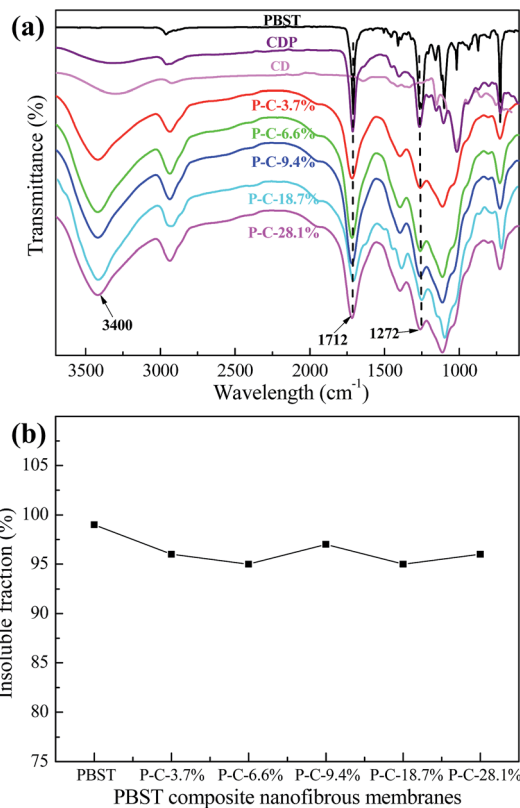 (a)
PBST
CDP
CD
P-C-3.7%
P-C-6.6%
P-C-9.4%
P-C-18.7%
P-C-28.1%
3400
1712
1272
Transmittance (%)
3500 3000 2500 2000 1500 1000
Wavelength (cm-1)
(b)
105
100
95
90
85
80
75
Insoluble fraction (%)
PBST P-C-3.7% P-C-6.6% P-C-9.4% P-C-18.7% P-C-28.1%
PBST composite nanofibrous membranes